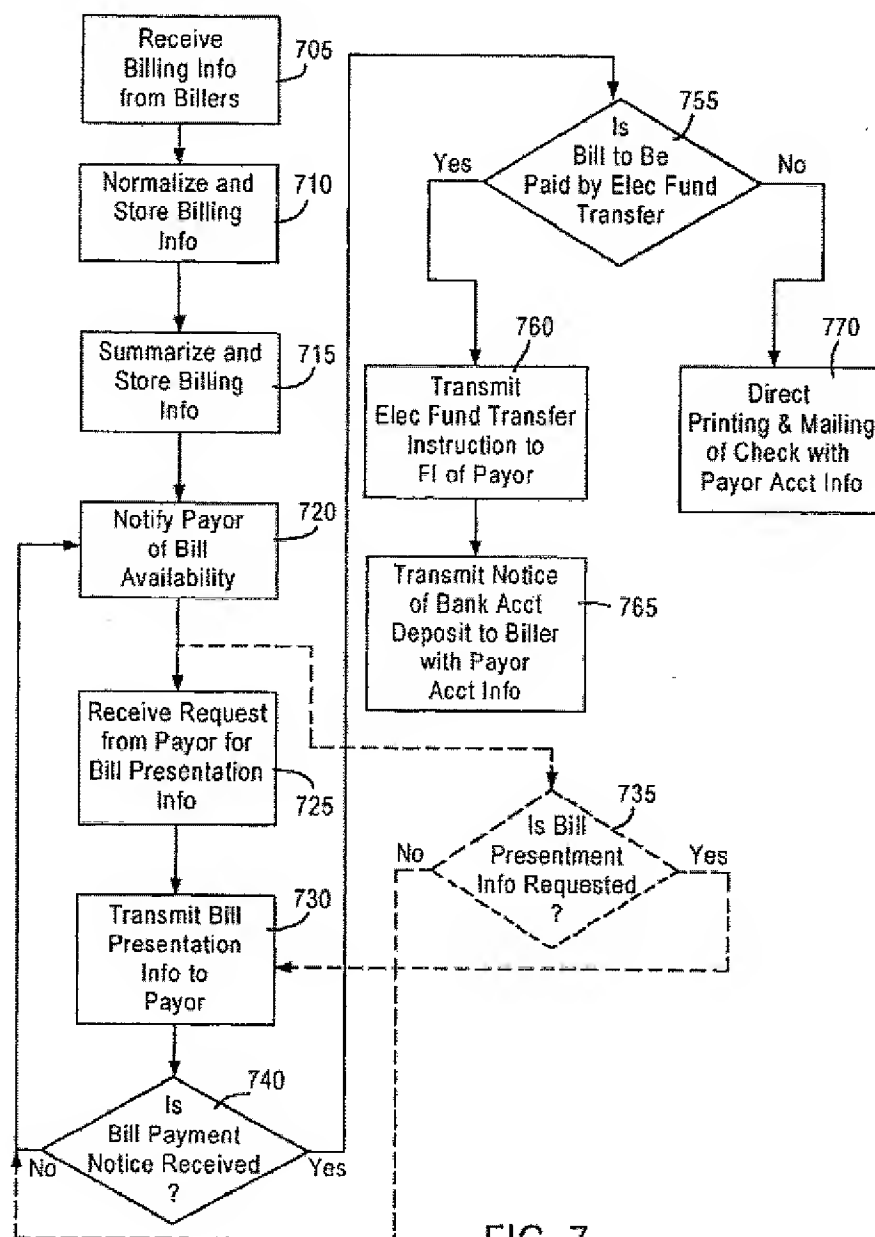 Receive
Billing Info
from Billers
705
Normalize and
Store Billing
Info
710
Summarize and
Store Billing
Info
715
Notify Payor
of Bill
Availability
720
Receive Request
from Payor for
Bill Presentation
Info
725
Transmit Bill
Presentation
Info to
Payor
730
Is
Bill Payment
Notice Received
?
740
No
Yes
Is
Bill to Be
Paid by Elec Fund
Transfer
755
Yes
No
Transmit
Elec Fund Transfer
Instruction to
FI of Payor
760
Transmit Notice
of Bank Acct
Deposit to Biller
with Payor
Acct Info
765
Direct
Printing & Mailing
of Check with
Payor Acct Info
770
Is Bill
Presentment
Info Requested
?
735
No
Yes
FIG. 7